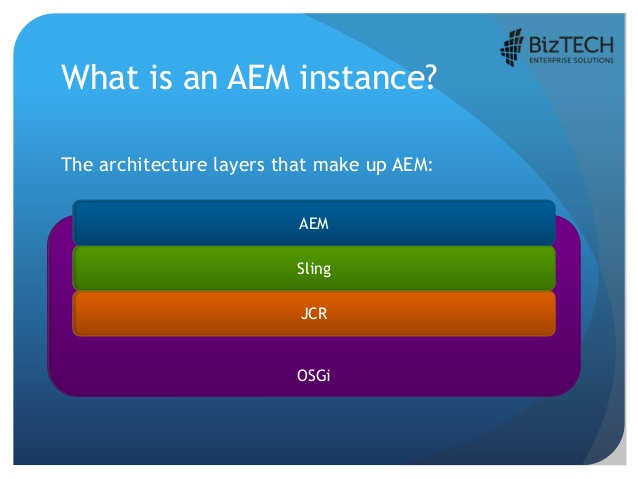 BizTECH
ENTERPRISE SOLUTIONS
What is an AEM instance?
The architecture layers that make up AEM:
AEM
Sling
JCR
OSGi